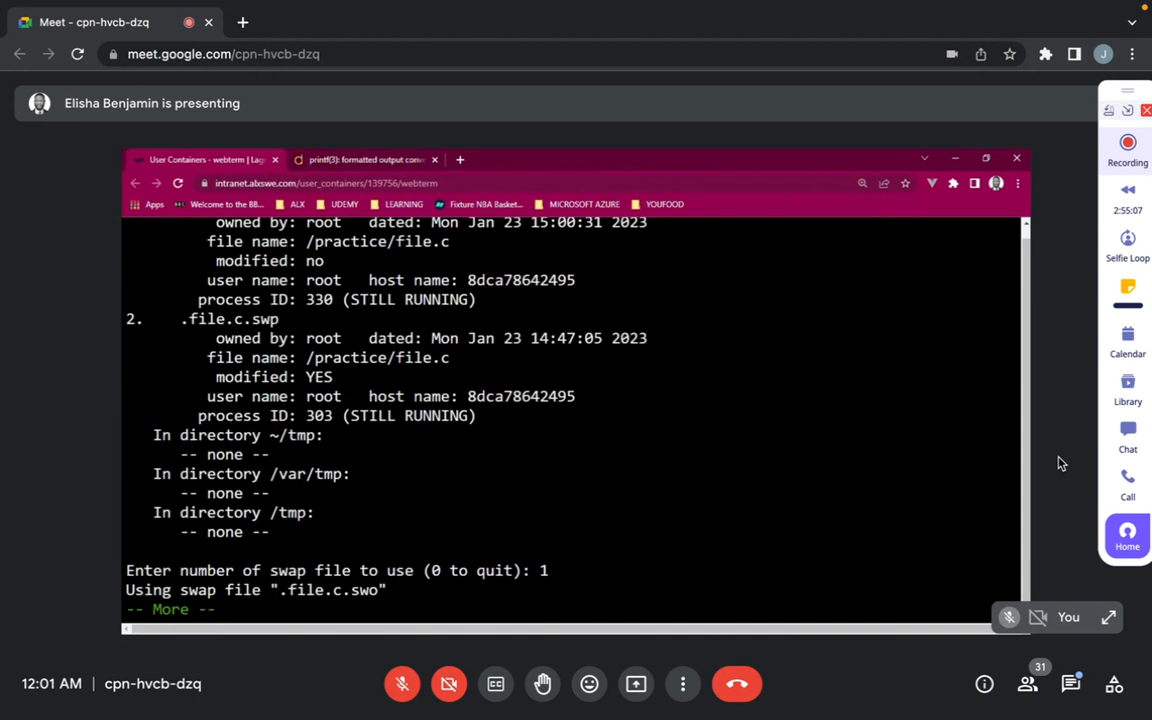 Meet - cpn-hvcb-dzq
meet.google.com/cpn-hvcb-dzq
J
Elisha Benjamin is presenting
User Containers - webterm | Lag
printf(3): formatted output conv
intranet.alxswe.com/user_containers/139756/webterm
Apps
Welcome to the BB...
ALX
UDEMY
LEARNING
Fixture NBA Basket...
MICROSOFT AZURE
YOUFOOD
owned by: root dated: Mon Jan 23 15:00:31 2023
file name: /practice/file.c
modified: no
user name: root host name: 8dca78642495
process ID: 330 (STILL RUNNING)
2. .file.c.swp
owned by: root dated: Mon Jan 23 14:47:05 2023
file name: /practice/file.c
modified: YES
user name: root host name: 8dca78642495
process ID: 303 (STILL RUNNING)
In directory ~/tmp:
-- none --
In directory /var/tmp:
-- none --
In directory /tmp:
-- none --
Enter number of swap file to use (0 to quit): 1
Using swap file ".file.c.swo"
-- More --
Recording
2:55:07
Selfie Loop
Calendar
Library
Chat
Call
Home
You
12:01 AM | cpn-hvcb-dzq
CC
31